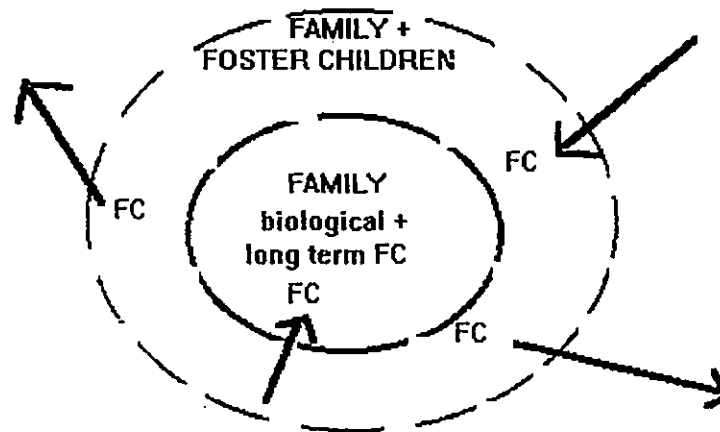 FAMILY +
FOSTER CHILDREN
FC
FC
FAMILY
biological +
long term FC
FC
FC